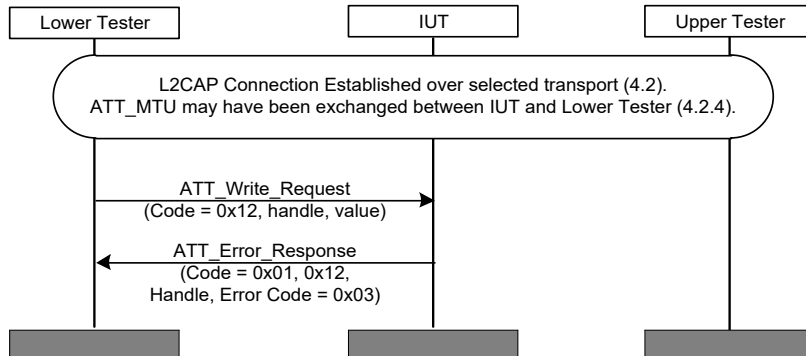 Lower Tester
IUT
Upper Tester
L2CAP Connection Established over selected transport (4.2).
ATT_MTU may have been exchanged between IUT and Lower Tester (4.2.4).
ATT_Write_Request
(Code = 0x12, handle, value)
ATT_Error_Response
(Code = 0x01, 0x12,
Handle, Error Code = 0x03)